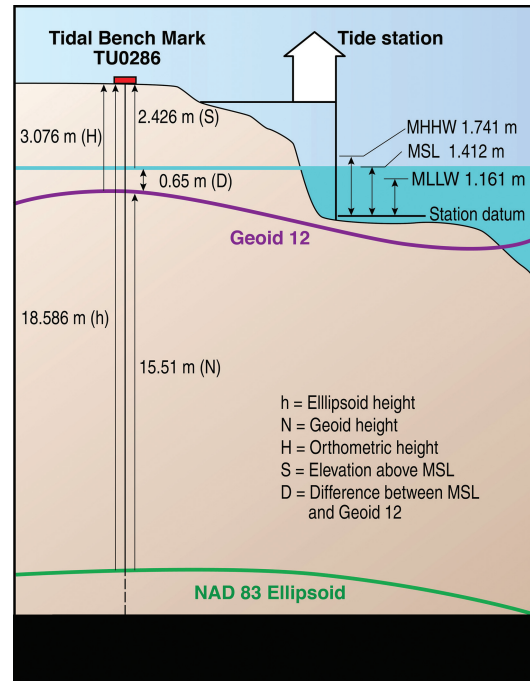 Tidal Bench Mark
TU0286
Tide station
2.426 m (S)
3.076 m (H)
MHHW 1.741 m
MSL 1.412 m
0.65 m (D)
MLLW 1.161 m
Station datum
Geoid 12
18.586 m (h)
15.51 m (N)
h = Elllipsoid height
N = Geoid height
H = Orthometric height
S = Elevation above MSL
D = Difference between MSL
and Geoid 12
NAD 83 Ellipsoid